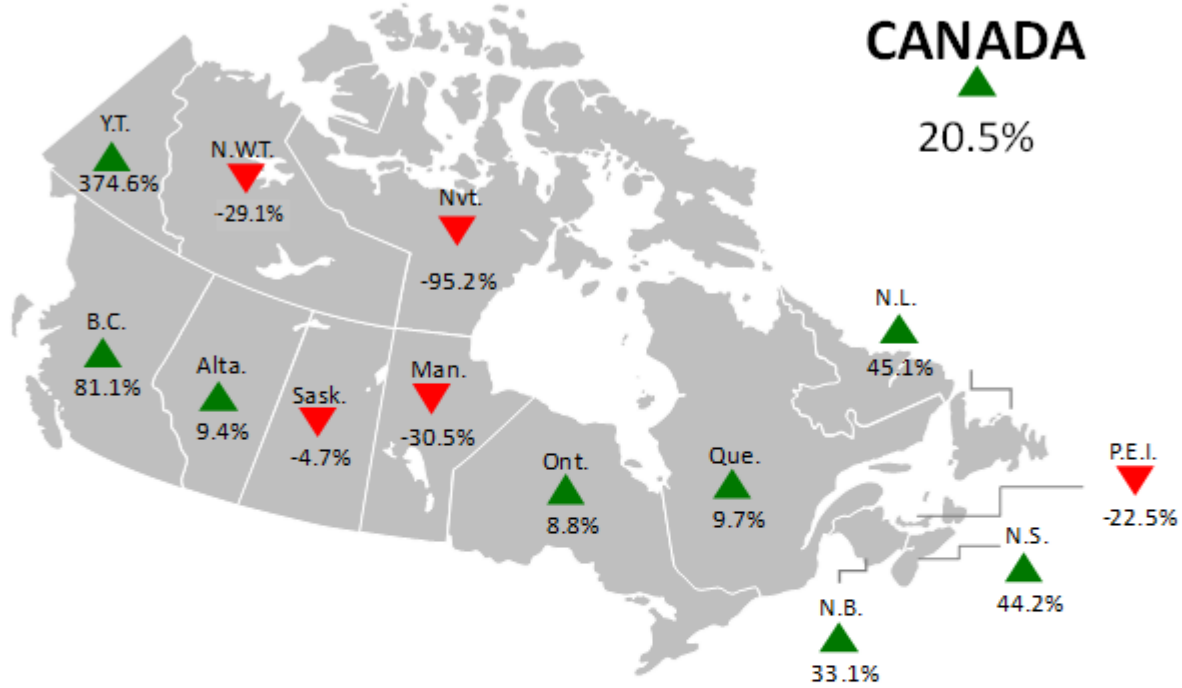 CANADA
20.5%
Y.T.
374.6%
N.W.T.
-29.1%
Nvt.
-95.2%
B.C.
81.1%
Alta.
9.4%
Sask.
-4.7%
Man.
-30.5%
Ont.
8.8%
Que.
9.7%
N.L.
45.1%
P.E.I.
-22.5%
N.S.
44.2%
N.B.
33.1%